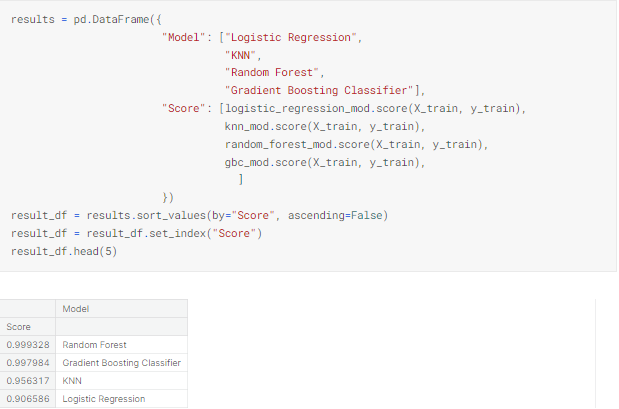 results = pd.DataFrame({
"Model": ["Logistic Regression",
"KNN",
"Random Forest",
"Gradient Boosting Classifier"],
"Score": [logistic_regression_mod.score(X_train, y_train),
knn_mod.score(X_train, y_train),
random_forest_mod.score(X_train, y_train),
gbc_mod.score(X_train, y_train),
]
})
result_df = results.sort_values(by="Score", ascending=False)
result_df = result_df.set_index("Score")
result_df.head(5)
Model
Score
0.999328 Random Forest
0.997984 Gradient Boosting Classifier
0.956317 KNN
0.906586 Logistic Regression